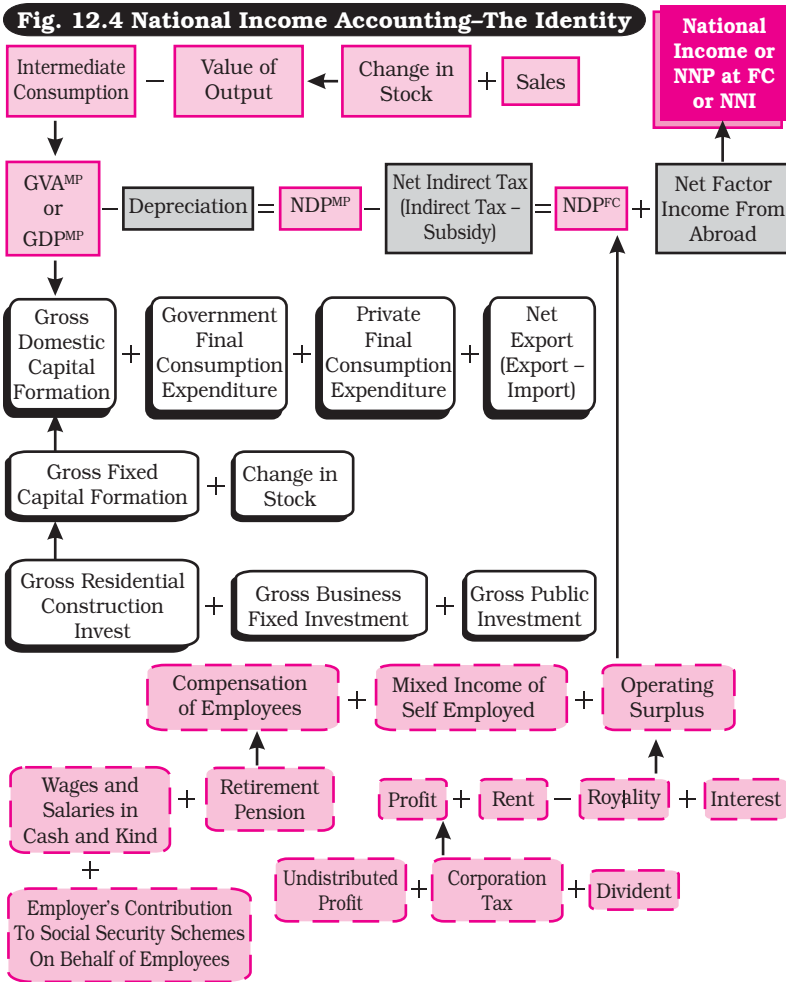 Fig. 12.4 National Income Accounting–The Identity
National
Income or
NNP at FC
or NNI
Intermediate
Consumption
–
Value of
Output
Change in
Stock
+
Sales
GVAMP
or
GDPMP
–
Depreciation
=
NDPMP
–
Net Indirect Tax
(Indirect Tax –
Subsidy)
=
NDPFC
+
Net Factor
Income From
Abroad
Gross
Domestic
Capital
Formation
+
Government
Final
Consumption
Expenditure
+
Private
Final
Consumption
Expenditure
+
Net
Export
(Export –
Import)
Gross Fixed
Capital Formation
+
Change in
Stock
Gross Residential
Construction
Invest
+
Gross Business
Fixed Investment
+
Gross Public
Investment
Compensation
of Employees
+
Mixed Income of
Self Employed
+
Operating
Surplus
Wages and
Salaries in
Cash and Kind
+
Retirement
Pension
Profit
+
Rent
–
Royality
+
Interest
+
Employer's Contribution
To Social Security Schemes
On Behalf of Employees
Undistributed
Profit
+
Corporation
Tax
+
Divident